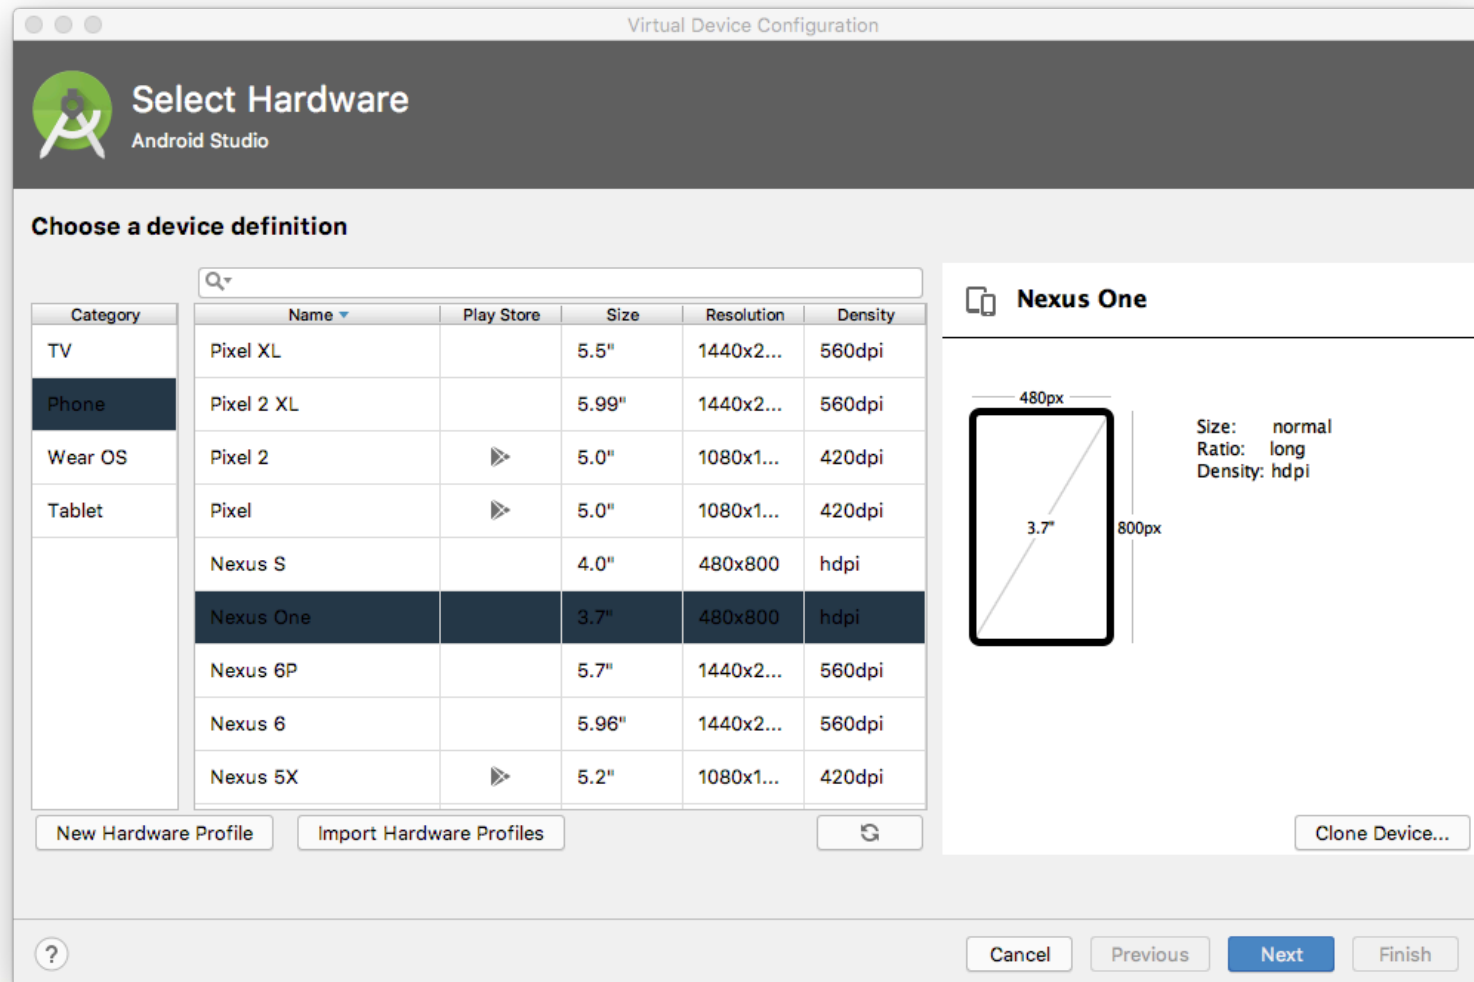 Virtual Device Configuration
Select Hardware
Android Studio
Choose a device definition
Category
TV
Phone
Wear OS
Tablet
Name Play Store Size Resolution Density
Pixel XL 5.5" 1440x2... 560dpi
Pixel 2 XL 5.99" 1440x2... 560dpi
Pixel 2 5.0" 1080x1... 420dpi
Pixel 5.0" 1080x1... 420dpi
Nexus S 4.0" 480x800 hdpi
Nexus One 3.7" 480x800 hdpi
Nexus 6P 5.7" 1440x2... 560dpi
Nexus 6 5.96" 1440x2... 560dpi
Nexus 5X 5.2" 1080x1... 420dpi
New Hardware Profile Import Hardware Profiles
Nexus One
480px
3.7"
800px
Size: normal
Ratio: long
Density: hdpi
Clone Device...
? Cancel Previous Next Finish